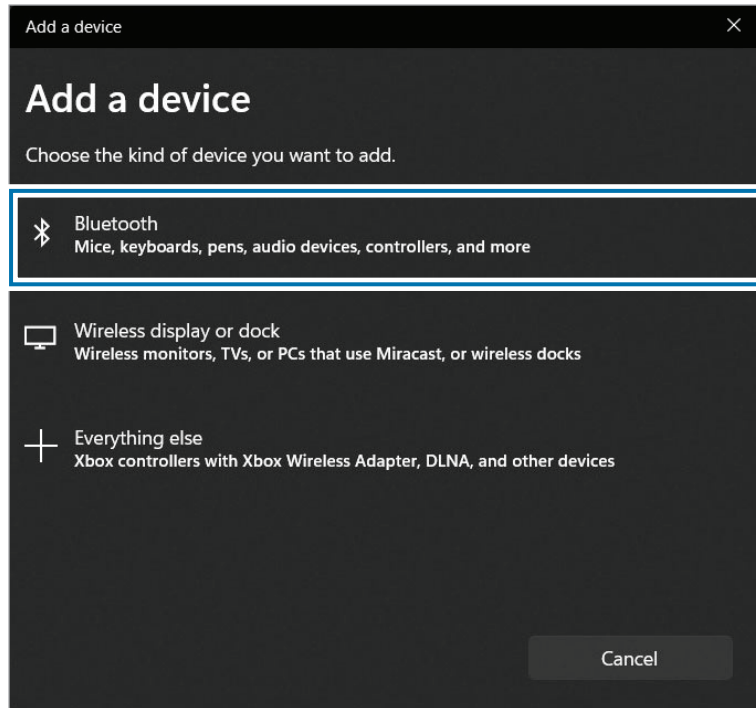 Add a device
Add a device
Choose the kind of device you want to add.
Bluetooth
Mice, keyboards, pens, audio devices, controllers, and more
Wireless display or dock
Wireless monitors, TVs, or PCs that use Miracast, or wireless docks
Everything else
Xbox controllers with Xbox Wireless Adapter, DLNA, and other devices
Cancel